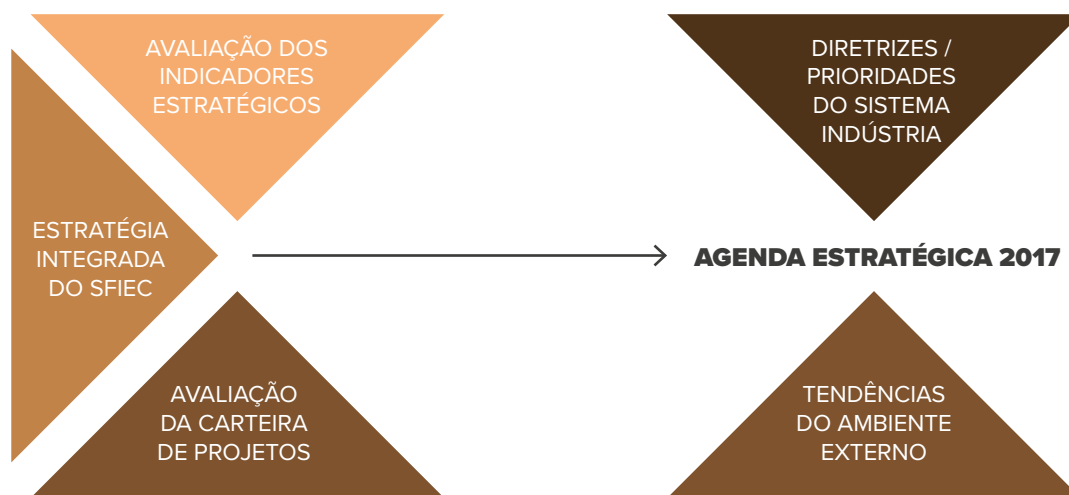 AVALIAÇÃO DOS
INDICADORES
ESTRATÉGICOS
DIRETRIZES /
PRIORIDADES
DO SISTEMA
INDÚSTRIA
ESTRATÉGIA
INTEGRADA
DO SFIEC
AGENDA ESTRATÉGICA 2017
AVALIAÇÃO
DA CARTEIRA
DE PROJETOS
TENDÊNCIAS
DO AMBIENTE
EXTERNO